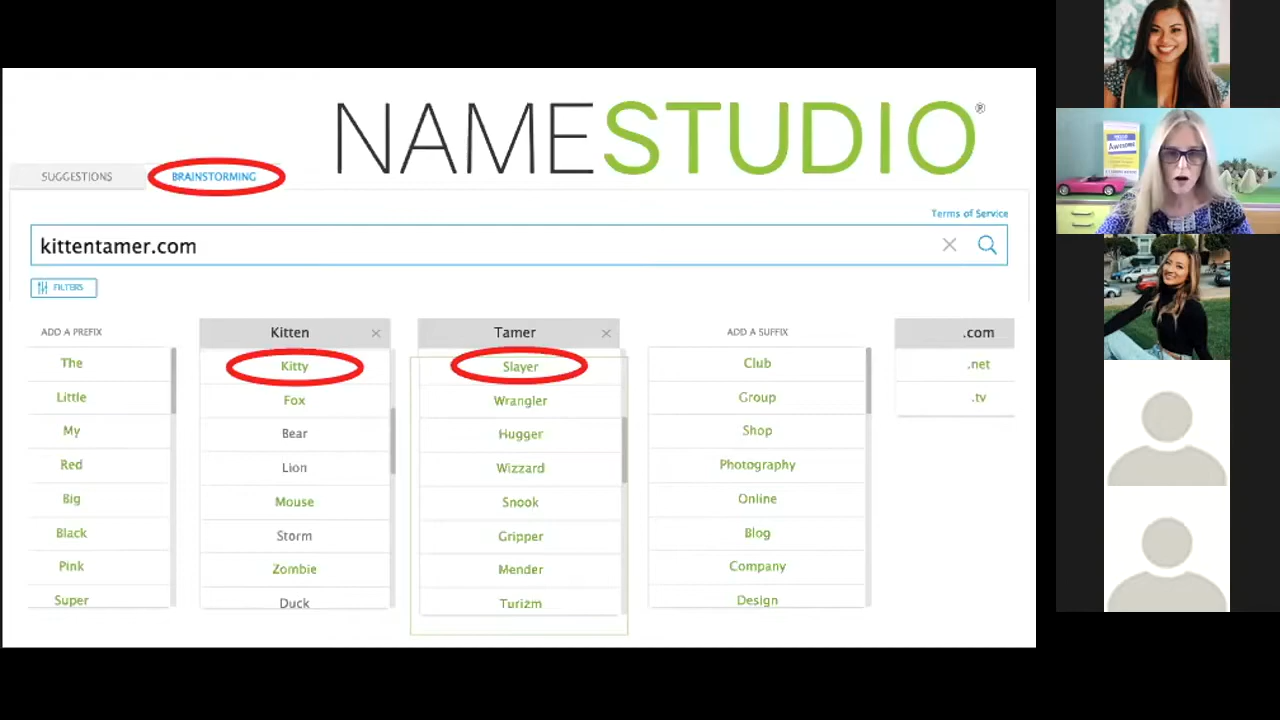 NAMESTUDIO®
SUGGESTIONS
BRAINSTORMING
Terms of Service
kittentamer.com
FILTERS
ADD A PREFIX
The
Little
My
Red
Big
Black
Pink
Super
Kitten
Kitty
Fox
Bear
Lion
Mouse
Storm
Zombie
Duck
Tamer
Slayer
Wrangler
Hugger
Wizzard
Snook
Gripper
Mender
Turizm
ADD A SUFFIX
Club
Group
Shop
Photography
Online
Blog
Company
Design
.com
.net
.tv
Awesome